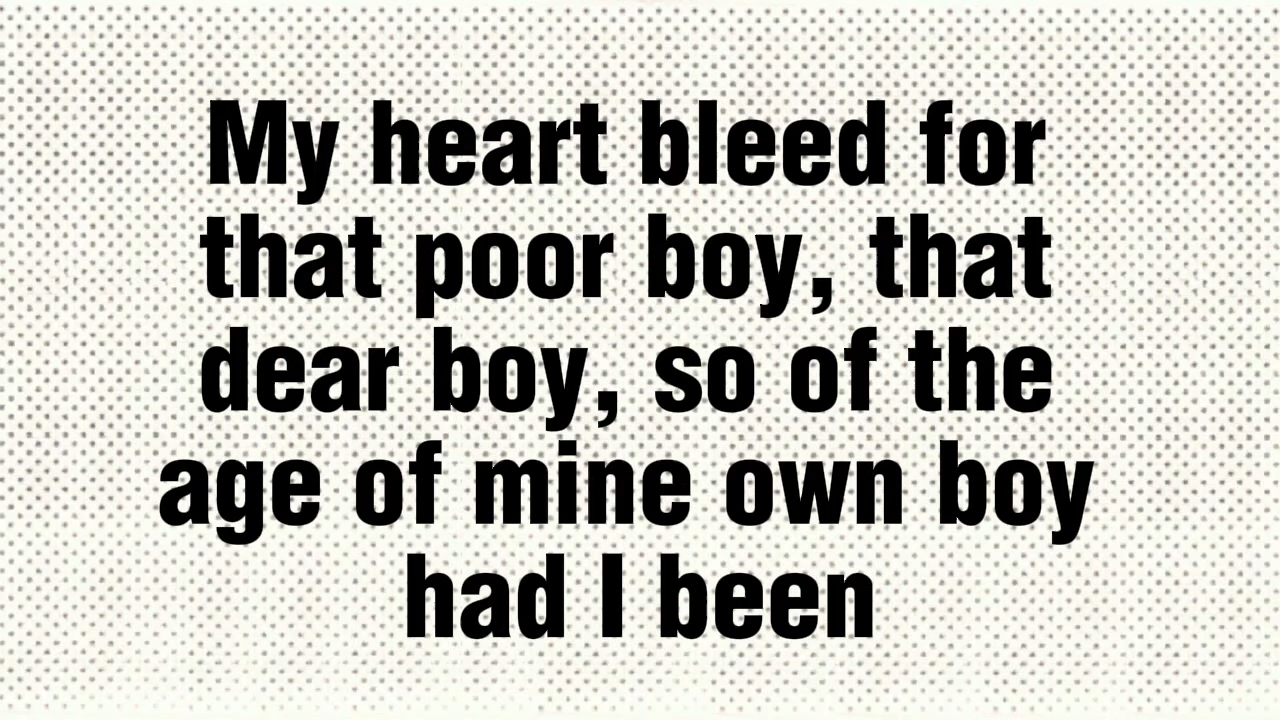 My heart bleed for
that poor boy, that
dear boy, so of the
age of mine own boy
had I been